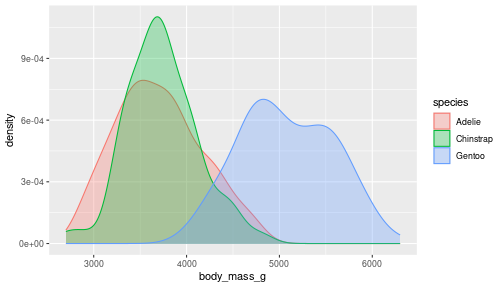 9e-04
6e-04
3e-04
0e+00
density
3000 4000 5000 6000
body_mass_g
species
Adelie
Chinstrap
Gentoo